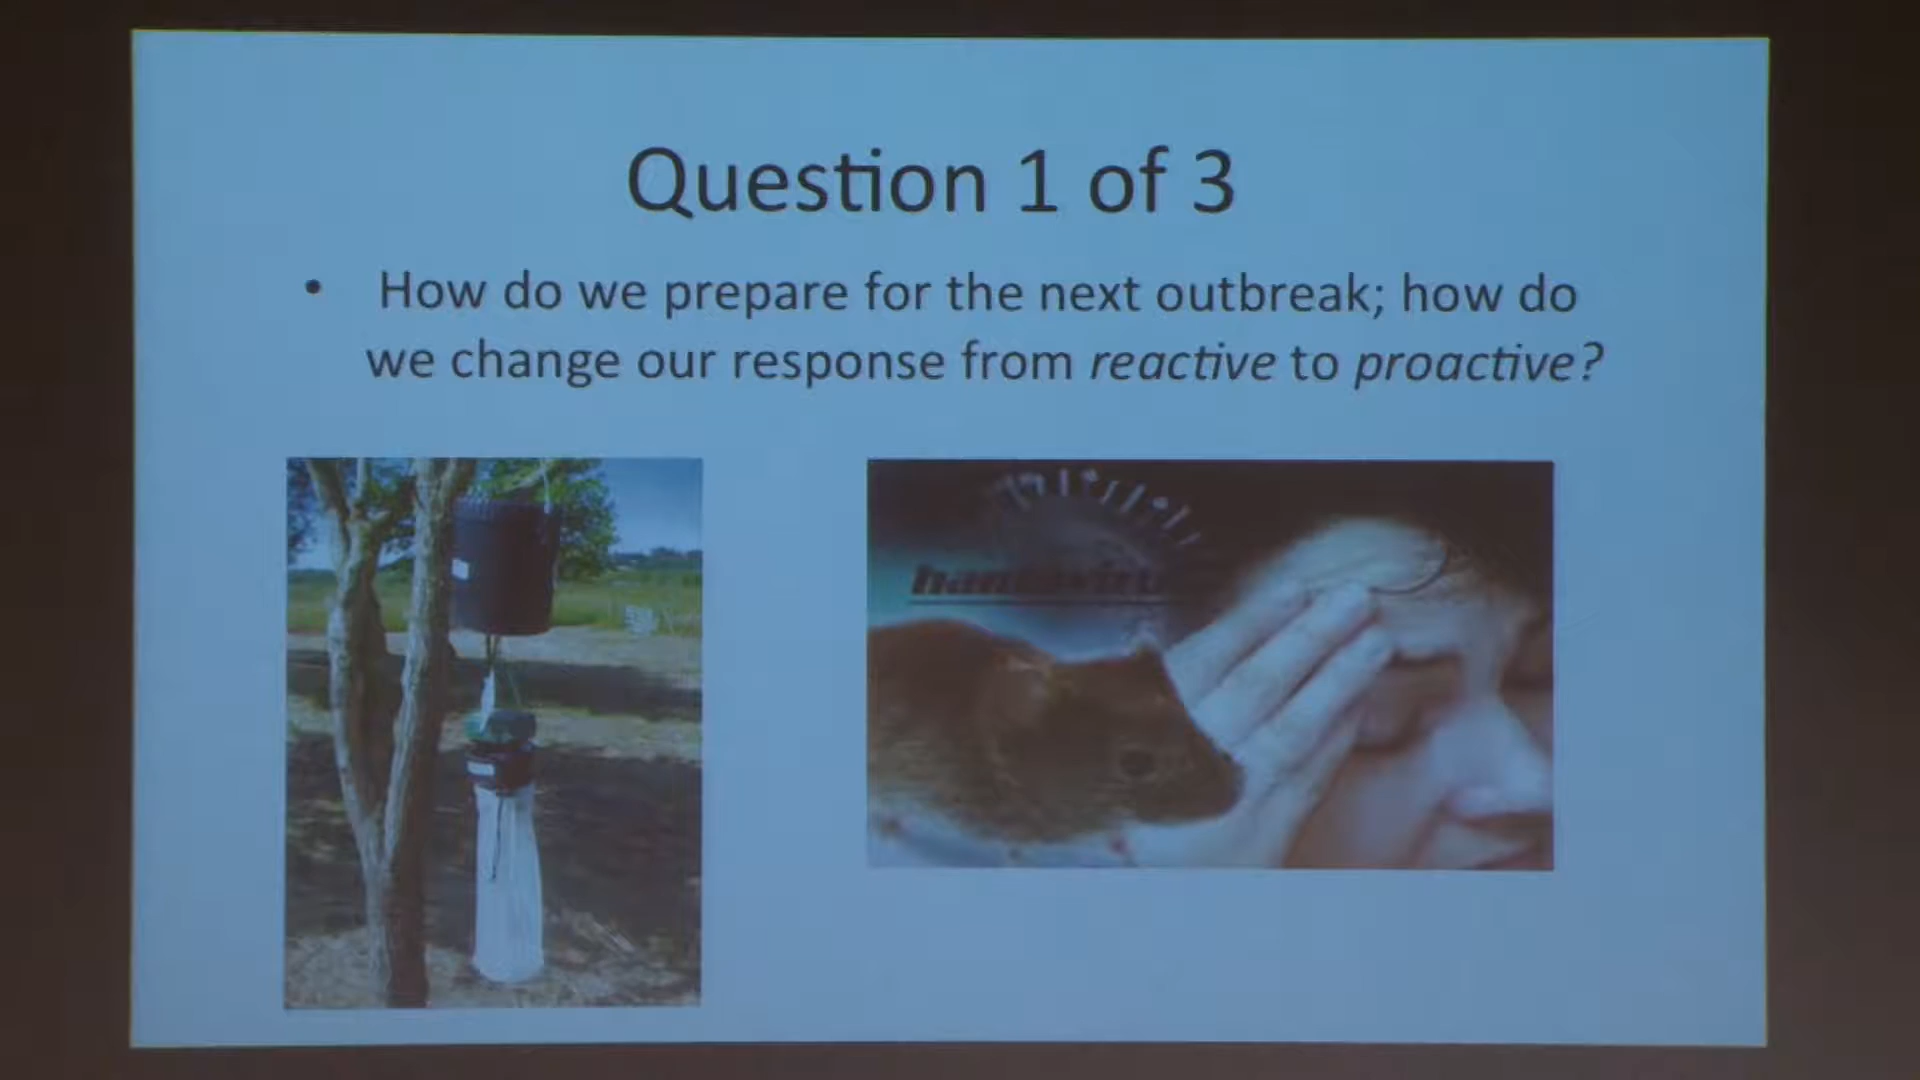 Question 1 of 3
• How do we prepare for the next outbreak; how do
we change our response from reactive to proactive?